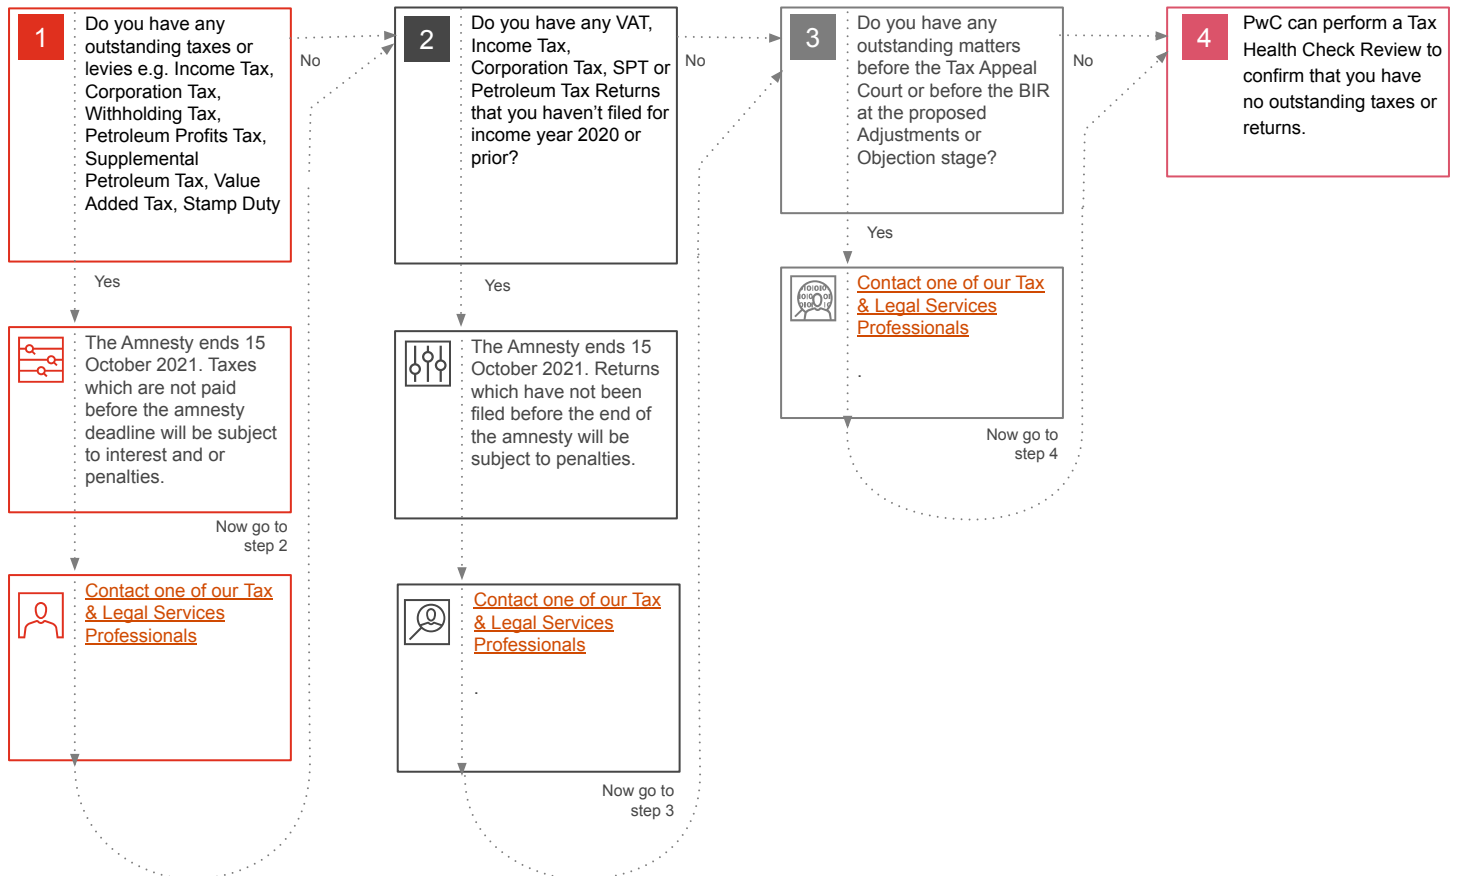 1
Do you have any
outstanding taxes or
levies e.g. Income Tax,
Corporation Tax,
Withholding Tax,
Petroleum Profits Tax,
Supplemental
Petroleum Tax, Value
Added Tax, Stamp Duty
No
Yes
The Amnesty ends 15
October 2021. Taxes
which are not paid
before the amnesty
deadline will be subject
to interest and or
penalties.
Now go to
step 2
Contact one of our Tax
& Legal Services
Professionals
2
Do you have any VAT,
Income Tax,
Corporation Tax, SPT or
Petroleum Tax Returns
that you haven’t filed for
income year 2020 or
prior?
No
Yes
The Amnesty ends 15
October 2021. Returns
which have not been
filed before the end of
the amnesty will be
subject to penalties.
Contact one of our Tax
& Legal Services
Professionals
.
Now go to
step 3
3
Do you have any
outstanding matters
before the Tax Appeal
Court or before the BIR
at the proposed
Adjustments or
Objection stage?
No
Yes
Contact one of our Tax
& Legal Services
Professionals
.
Now go to
step 4
4
PwC can perform a Tax
Health Check Review to
confirm that you have
no outstanding taxes or
returns.